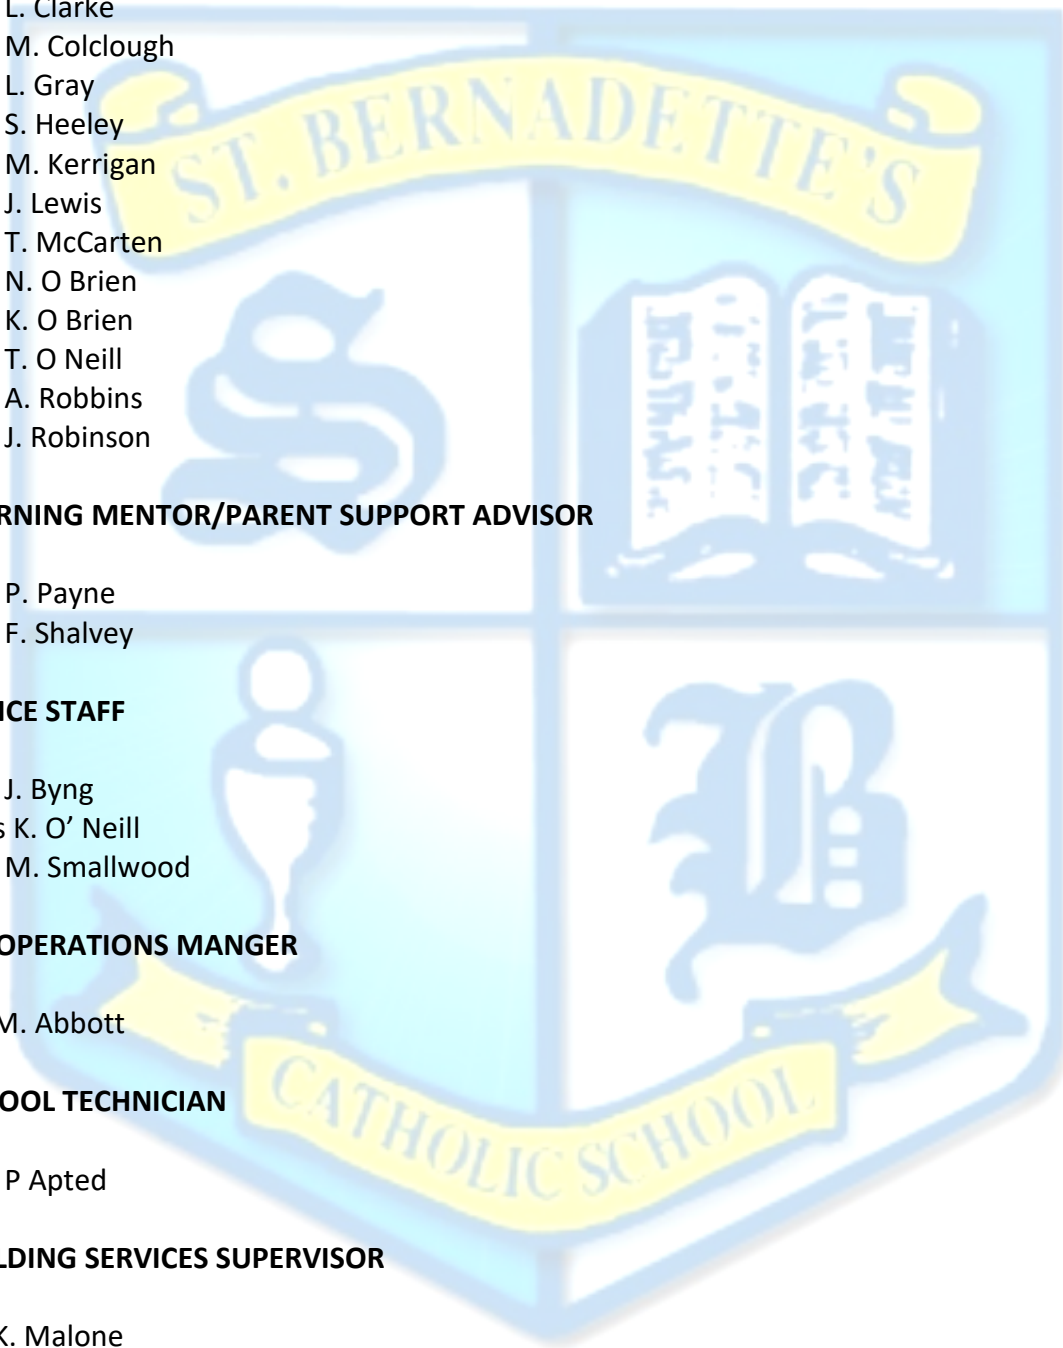 L. Clarke
M. Colclough
L. Gray
S. Heeley
M. Kerrigan
J. Lewis
T. McCarten
N. O Brien
K. O Brien
T. O Neill
A. Robbins
J. Robinson
RNING MENTOR/PARENT SUPPORT ADVISOR
P. Payne
F. Shalvey
ICE STAFF
J. Byng
s K. O’ Neill
M. Smallwood
OPERATIONS MANGER
M. Abbott
OOL TECHNICIAN
P Apted
LDING SERVICES SUPERVISOR
K. Malone
ST. BERNADETTE'S
S
B
CATHOLIC SCHOOL